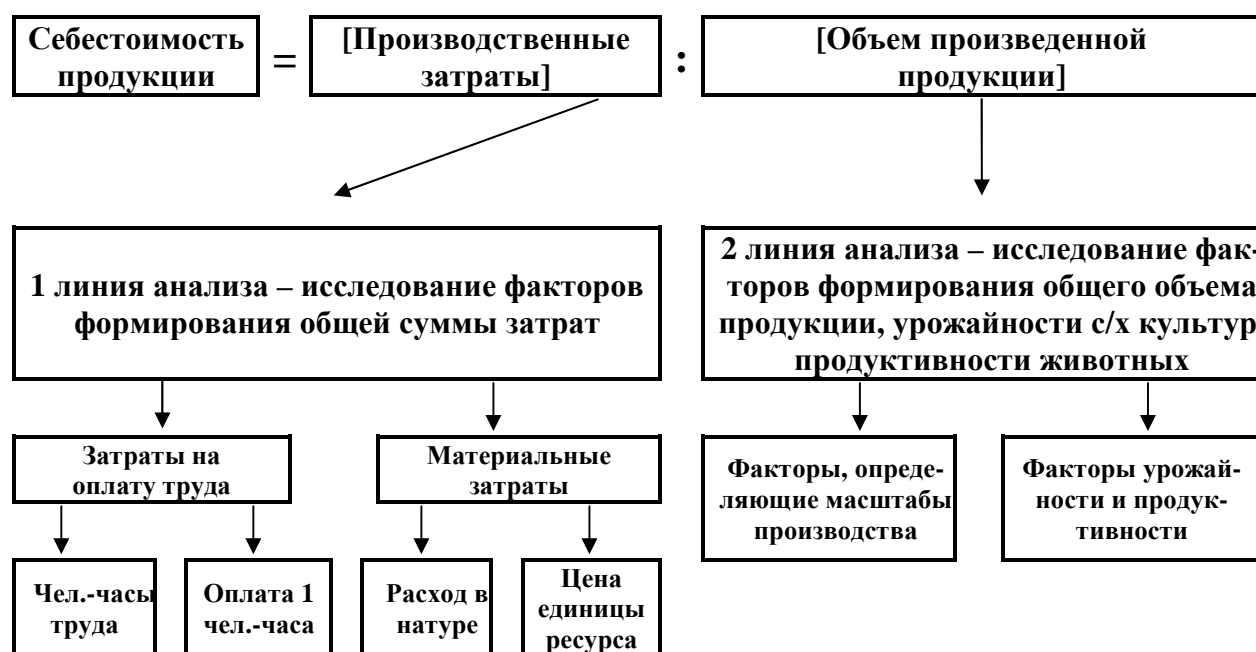 Себестоимость
продукции
=
[Производственные
затраты]
:
[Объем произведенной
продукции]
1 линия анализа – исследование факторов
формирования общей суммы затрат
2 линия анализа – исследование фак-
торов формирования общего объема
продукции, урожайности с/х культур
продуктивности животных
Затраты на
оплату труда
Материальные
затраты
Факторы, опреде-
ляющие масштабы
производства
Факторы урожай-
ности и продук-
тивности
Чел.-часы
труда
Оплата 1
чел.-часа
Расход в
натуре
Цена
единицы
ресурса